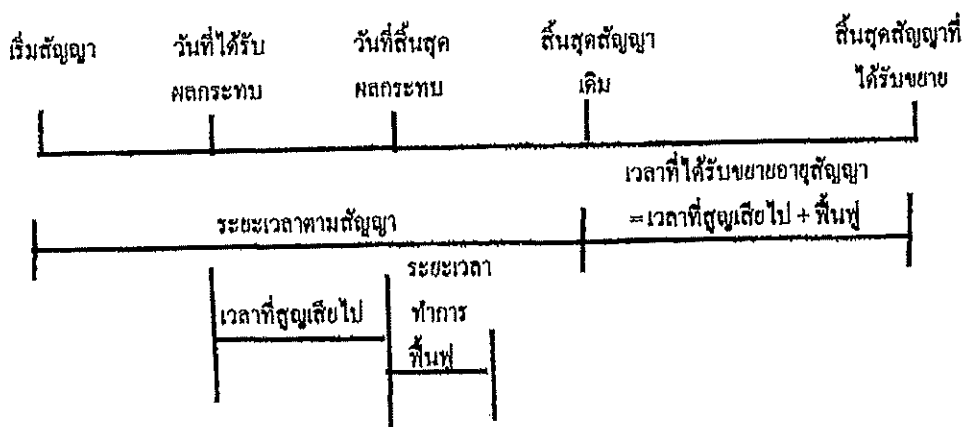 เริ่มสัญญา
วันที่ได้รับ
ผลกระทบ
วันที่สิ้นสุด
ผลกระทบ
สิ้นสุดสัญญา
เดิม
สิ้นสุดสัญญาที่
ได้รับขยาย
เวลาที่ได้รับขยายอายุสัญญา
=เวลาที่สูญเสียไป + ฟื้นฟู
ระยะเวลาตามสัญญา
เวลาที่สูญเสียไป
ระยะเวลา
ทำการ
ฟื้นฟู